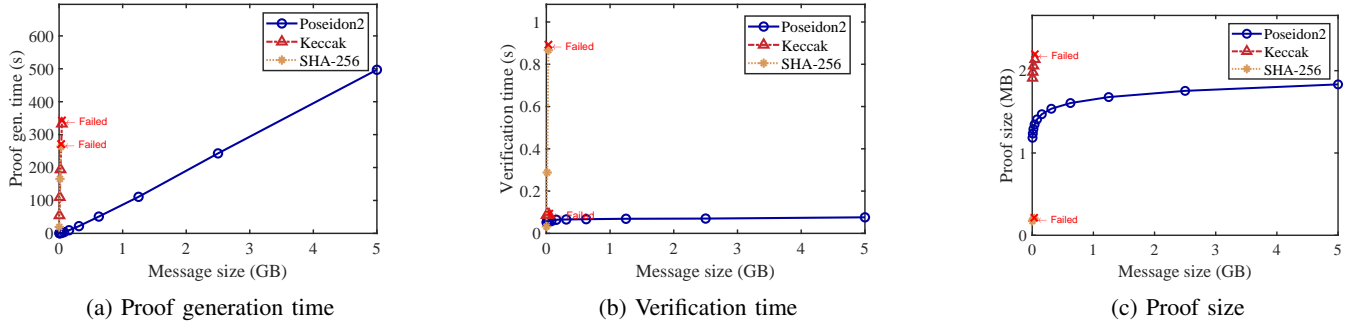 600
500
400
300
200
100
0
Proof gen. time (s)
Poseidon2
Keccak
SHA-256
← Failed
← Failed
0 1 2 3 4 5
Message size (GB)
(a) Proof generation time
1
0.8
0.6
0.4
0.2
0
Verification time (s)
Poseidon2
Keccak
SHA-256
← Failed
← Failed
0 1 2 3 4 5
Message size (GB)
(b) Verification time
2
1
0
Proof size (MB)
Poseidon2
Keccak
SHA-256
← Failed
← Failed
0 1 2 3 4 5
Message size (GB)
(c) Proof size